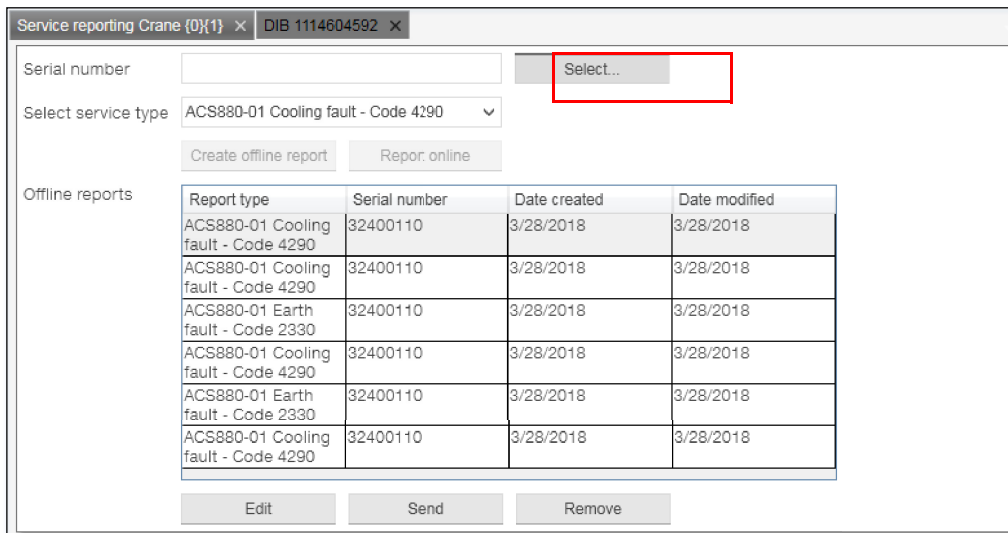 Service reporting Crane {0}{1} × DIB 1114604592 ×
Serial number Select...
Select service type ACS880-01 Cooling fault - Code 4290
Create offline report Report online
Offline reports
Report type Serial number Date created Date modified
ACS880-01 Cooling 32400110 3/28/2018 3/28/2018
fault - Code 4290
ACS880-01 Cooling 32400110 3/28/2018 3/28/2018
fault - Code 4290
ACS880-01 Earth 32400110 3/28/2018 3/28/2018
fault - Code 2330
ACS880-01 Cooling 32400110 3/28/2018 3/28/2018
fault - Code 4290
ACS880-01 Earth 32400110 3/28/2018 3/28/2018
fault - Code 2330
ACS880-01 Cooling 32400110 3/28/2018 3/28/2018
fault - Code 4290
Edit Send Remove